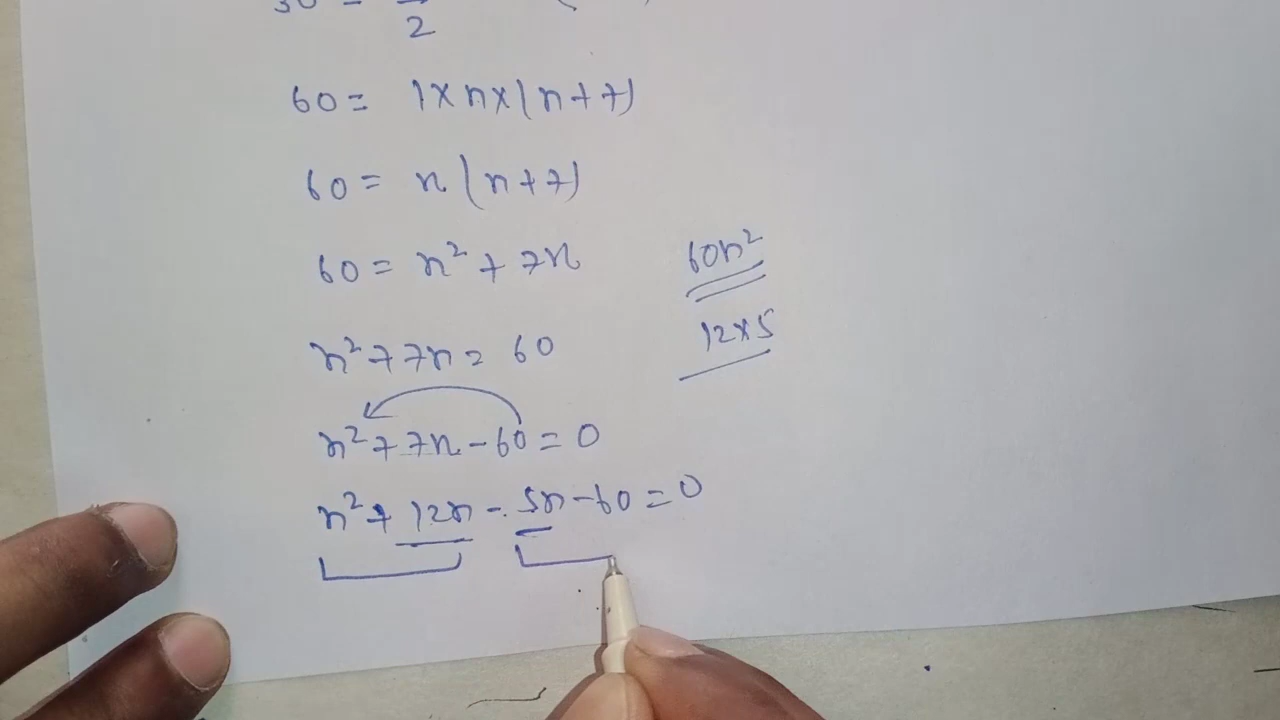 2
60 = 1 x n x (n + 7)
60 = n (n + 7)
60 = n² + 7n
60n²
12 x 5
n² + 7n = 60
n² + 7n - 60 = 0
n² + 12n - 5n - 60 = 0